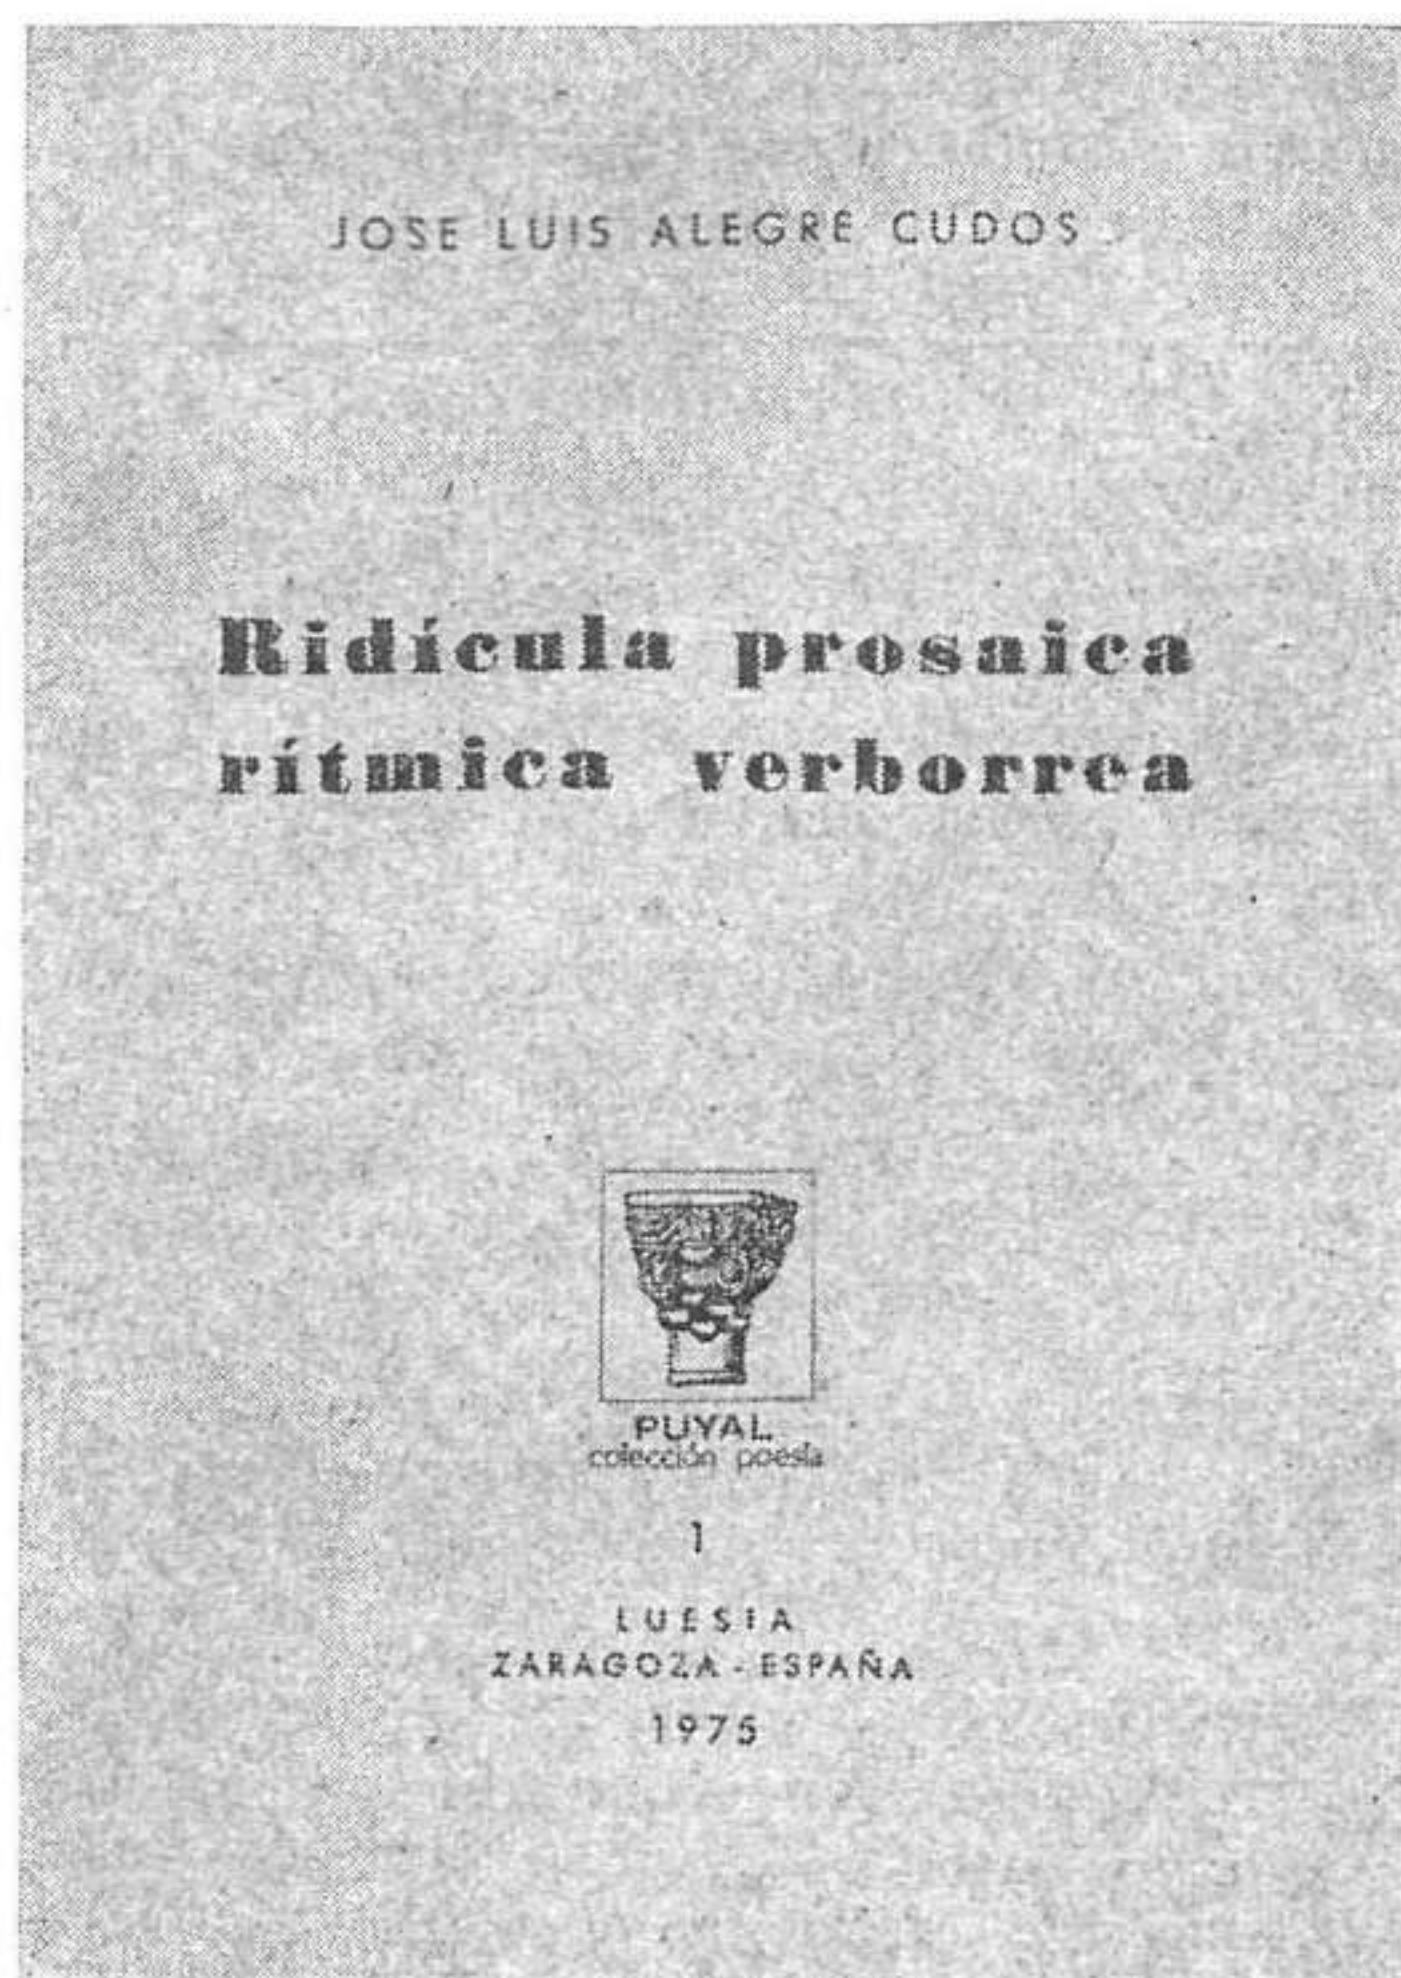 JOSE LUIS ALEGRE CUDOS
Ridícula prosaica
rítmica verborrea
PUYAL
colección poesía
1
LUESIA
ZARAGOZA - ESPAÑA
1975